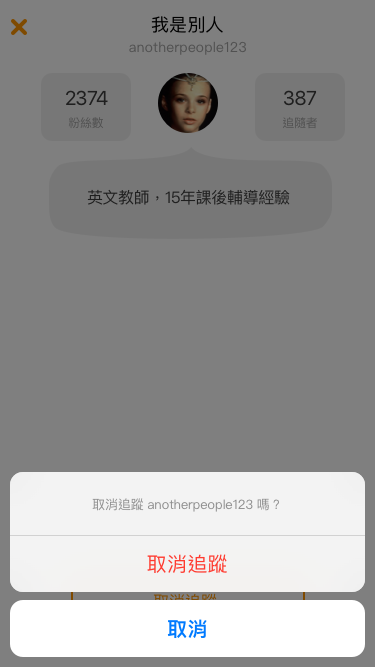 我是別人
anotherpeople123
2374
粉絲數
387
追隨者
英文教師，15年課後輔導經驗
取消追蹤 anotherpeople123 嗎？
取消追蹤
取消追蹤
取消